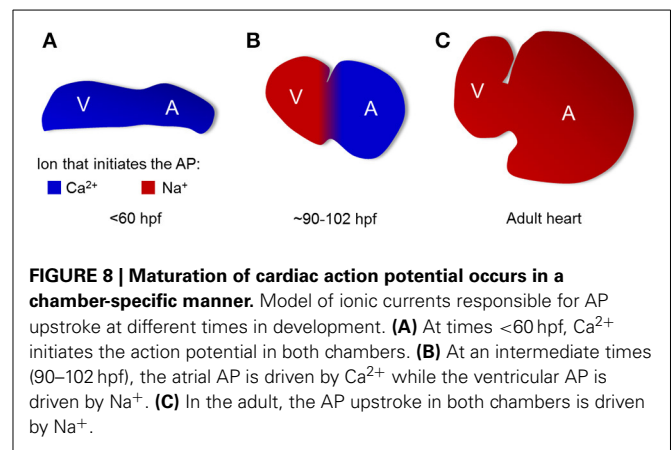 A B C
V A V A V A
Ion that initiates the AP:
Ca²⁺ Na⁺
<60 hpf ~90-102 hpf Adult heart
FIGURE 8 | Maturation of cardiac action potential occurs in a
chamber-specific manner. Model of ionic currents responsible for AP
upstroke at different times in development. (A) At times <60 hpf, Ca²⁺
initiates the action potential in both chambers. (B) At an intermediate times
(90–102 hpf), the atrial AP is driven by Ca²⁺ while the ventricular AP is
driven by Na⁺. (C) In the adult, the AP upstroke in both chambers is driven
by Na⁺.